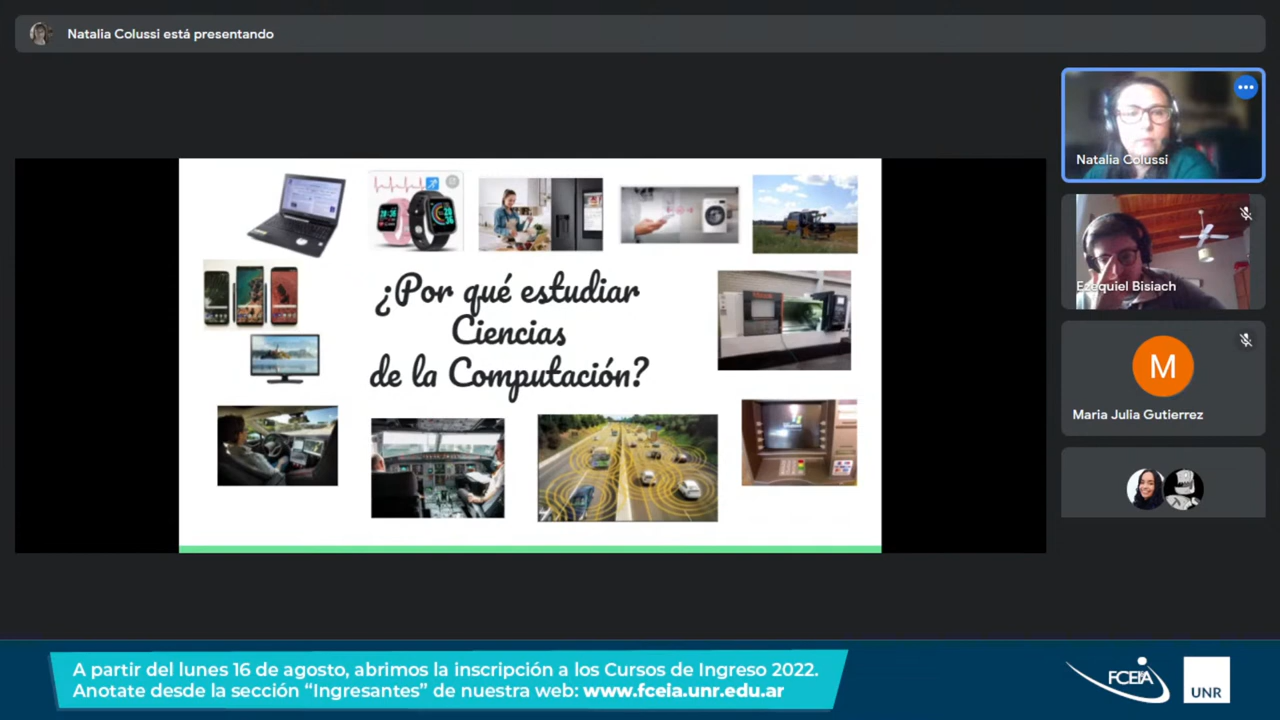 Natalia Colussi está presentando
¿Por qué estudiar
Ciencias
de la Computación?
Natalia Colussi
Ezequiel Bisiach
M
Maria Julia Gutierrez
A partir del lunes 16 de agosto, abrimos la inscripción a los Cursos de Ingreso 2022.
Anotate desde la sección “Ingresantes” de nuestra web: www.fceia.unr.edu.ar
FCEIA
UNR